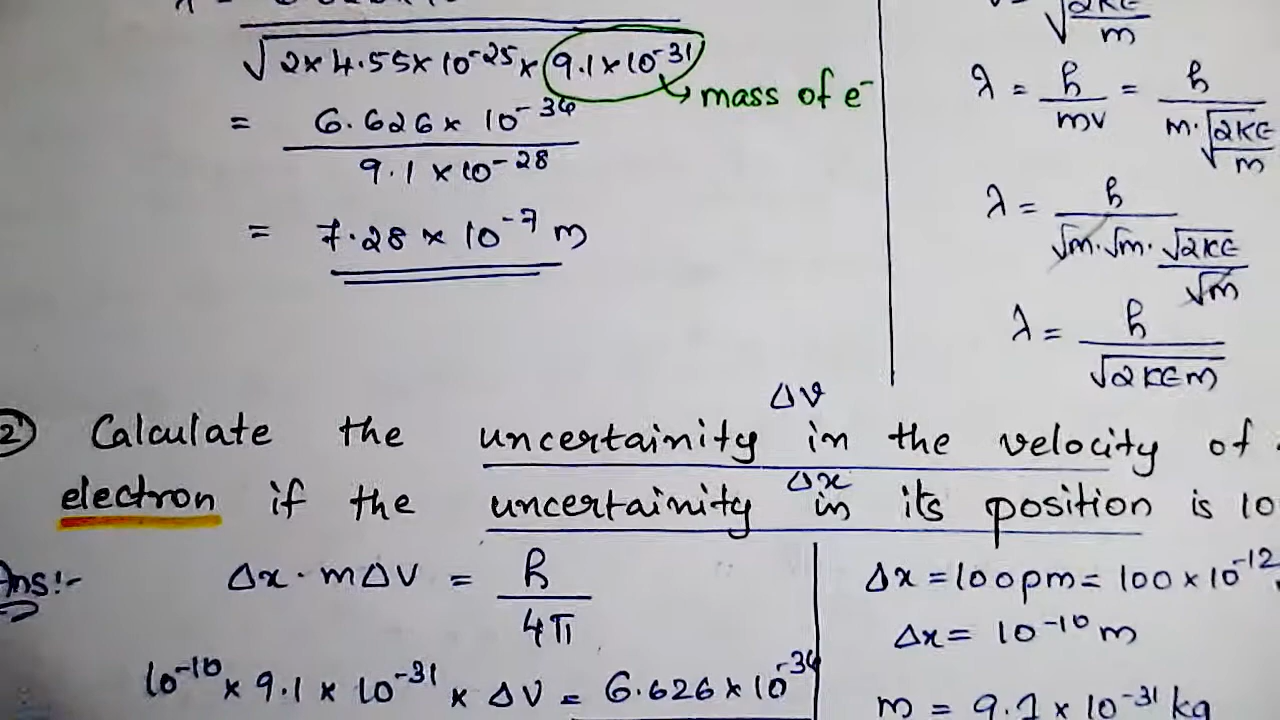 √2×4.55×10⁻²⁵×9.1×10⁻³¹
→ mass of e⁻
= 6.626×10⁻³⁴
9.1×10⁻²⁸
= 7.28×10⁻⁷ m
√2KE
m
λ = h/mv = h/m·√2KE/m
λ = h/√m·√m·√2KE/√m
λ = h/√2KEm
Δv
2) Calculate the uncertainity in the velocity of
Δx
electron if the uncertainity in its position is 10
Ans:- Δx·mΔV = h/4π
Δx = 100pm = 100×10⁻¹²
Δx = 10⁻¹⁰ m
10⁻¹⁰×9.1×10⁻³¹×ΔV = 6.626×10⁻³⁴
m = 9.1×10⁻³¹ kg